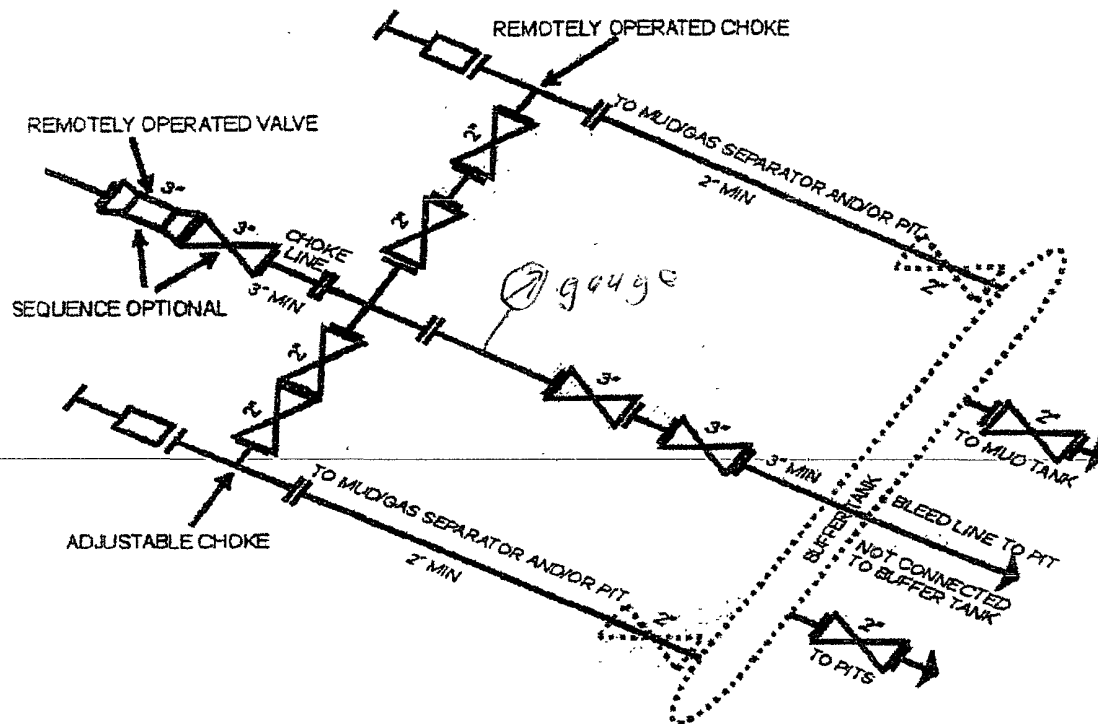 REMOTELY OPERATED CHOKE
REMOTELY OPERATED VALVE
TO MUD/GAS SEPARATOR AND/OR PIT
2" MIN
2"
2"
3"
3"
CHOKE
LINE
3" MIN
SEQUENCE OPTIONAL
gauge
2"
2"
2"
3"
3"
3" MIN
2"
TO MUD TANK
BUFFER TANK
BLEED LINE TO PIT
NOT CONNECTED
TO BUFFER TANK
ADJUSTABLE CHOKE
TO MUD/GAS SEPARATOR AND/OR PIT
2" MIN
2"
2"
TO PITS